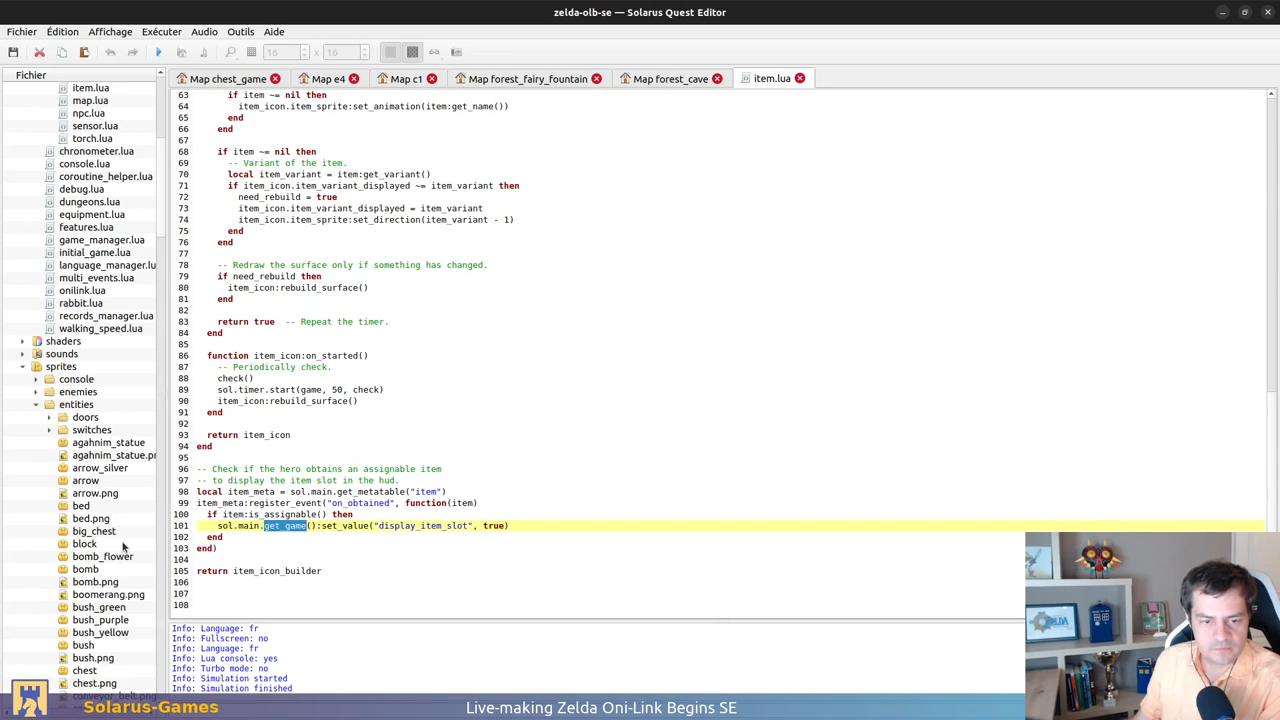 zelda-olb-se — Solarus Quest Editor
Fichier Édition Affichage Exécuter Audio Outils Aide
16 x 16
Fichier
Map chest_game Map e4 Map c1 Map forest_fairy_fountain Map forest_cave item.lua
item.lua
map.lua
npc.lua
sensor.lua
torch.lua
chronometer.lua
console.lua
coroutine_helper.lua
debug.lua
dungeons.lua
equipment.lua
features.lua
game_manager.lua
initial_game.lua
language_manager.lu
multi_events.lua
onilink.lua
rabbit.lua
records_manager.lua
walking_speed.lua
shaders
sounds
sprites
console
enemies
entities
doors
switches
agahnim_statue
agahnim_statue.pr
arrow_silver
arrow
arrow.png
bed
bed.png
big_chest
block
bomb_flower
bomb
bomb.png
boomerang.png
bush_green
bush_purple
bush_yellow
bush
bush.png
chest
chest.png
conveyor_belt.png
63 if item ~= nil then
64 item_icon.item_sprite:set_animation(item:get_name())
65 end
66 end
67
68 if item ~= nil then
69 -- Variant of the item.
70 local item_variant = item:get_variant()
71 if item_icon.item_variant_displayed ~= item_variant then
72 need_rebuild = true
73 item_icon.item_variant_displayed = item_variant
74 item_icon.item_sprite:set_direction(item_variant - 1)
75 end
76 end
77
78 -- Redraw the surface only if something has changed.
79 if need_rebuild then
80 item_icon:rebuild_surface()
81 end
82
83 return true -- Repeat the timer.
84 end
85
86 function item_icon:on_started()
87 -- Periodically check.
88 check()
89 sol.timer.start(game, 50, check)
90 item_icon:rebuild_surface()
91 end
92
93 return item_icon
94 end
95
96 -- Check if the hero obtains an assignable item
97 -- to display the item slot in the hud.
98 local item_meta = sol.main.get_metatable("item")
99 item_meta:register_event("on_obtained", function(item)
100 if item:is_assignable() then
101 sol.main.get_game():set_value("display_item_slot", true)
102 end
103 end)
104
105 return item_icon_builder
106
107
108
Info: Language: fr
Info: Fullscreen: no
Info: Language: fr
Info: Lua console: yes
Info: Turbo mode: no
Info: Simulation started
Info: Simulation finished
Solarus-Games
Live-making Zelda Oni-Link Begins SE